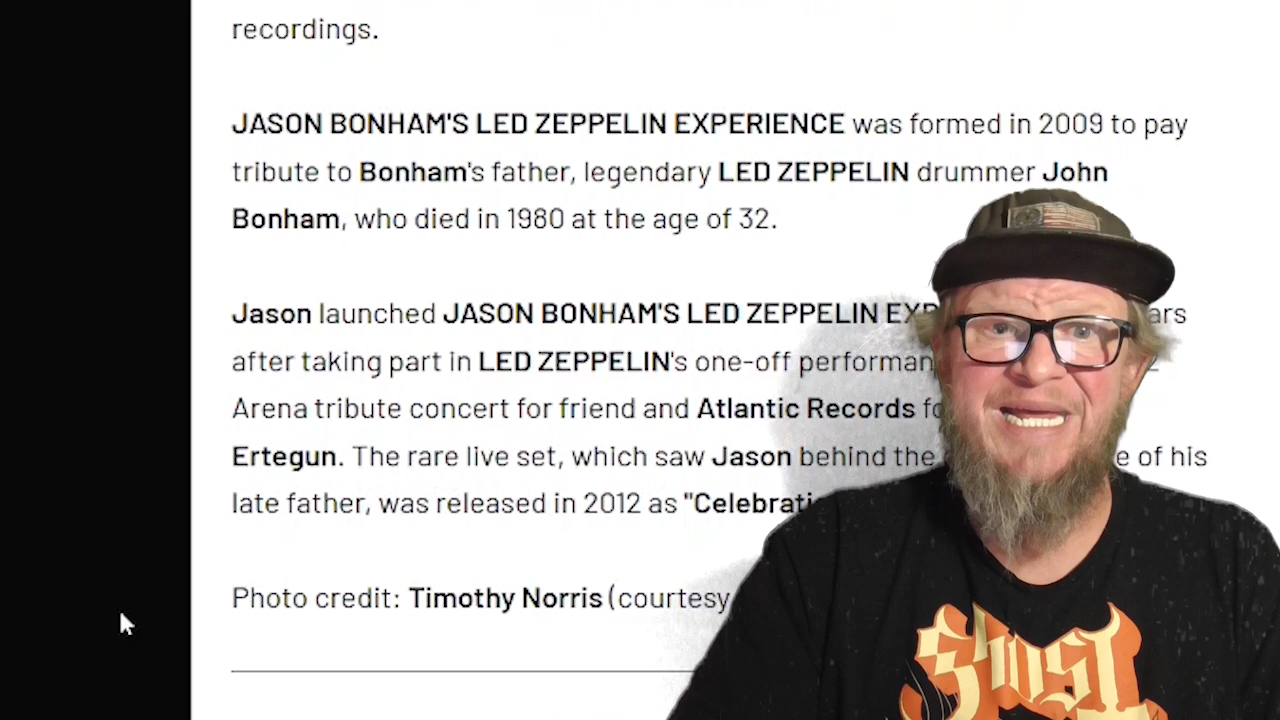 recordings.
JASON BONHAM'S LED ZEPPELIN EXPERIENCE was formed in 2009 to pay
tribute to Bonham's father, legendary LED ZEPPELIN drummer John
Bonham, who died in 1980 at the age of 32.
Jason launched JASON BONHAM'S LED ZEPPELIN
after taking part in LED ZEPPELIN's one-off
Arena tribute concert for friend and Atlantic Records
Ertegun. The rare live set, which saw Jason behind the of his
late father, was released in 2012 as
Photo credit: Timothy Norris (courtesy
Ghost